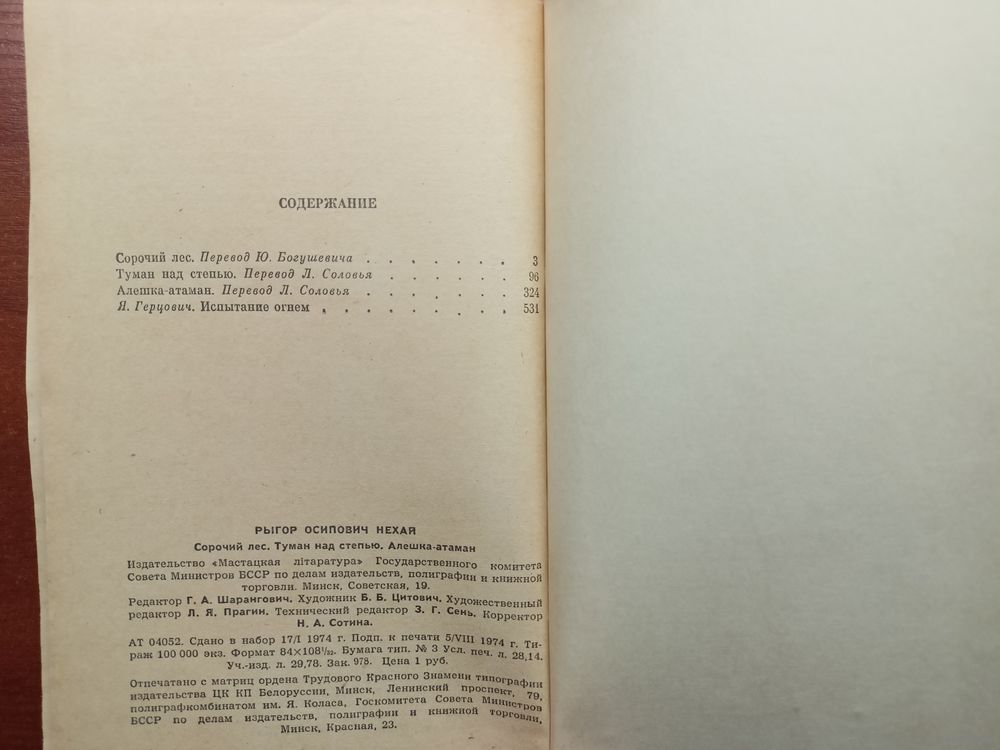 СОДЕРЖАНИЕ
Сорочий лес. Перевод Ю. Богушевича . . . . . . . 3
Туман над степью. Перевод Л. Соловья . . . . . . 96
Алешка-атаман. Перевод Л. Соловья . . . . . . . 324
Я. Герцович. Испытание огнем . . . . . . . . . 531
РЫГОР ОСИПОВИЧ НЕХАЙ
Сорочий лес. Туман над степью. Алешка-атаман
Издательство «Мастацкая літаратура» Государственного комитета
Совета Министров БССР по делам издательств, полиграфии и книжной
торговли. Минск, Советская, 19.
Редактор Г. А. Шарангович. Художник Б. Б. Цитович. Художественный
редактор Л. Я. Прагин. Технический редактор З. Г. Сень. Корректор
Н. А. Сотина.
АТ 04052. Сдано в набор 17/I 1974 г. Подп. к печати 5/VIII 1974 г. Ти-
раж 100 000 экз. Формат 84×108¹/₃₂. Бумага тип. № 3 Усл. печ. л. 28,14.
Уч.-изд. л. 29,78. Зак. 978. Цена 1 руб.
Отпечатано с матриц ордена Трудового Красного Знамени типографии
издательства ЦК КП Белоруссии, Минск, Ленинский проспект, 79,
полиграфкомбинатом им. Я. Коласа, Госкомитета Совета Министров
БССР по делам издательств, полиграфии и книжной торговли,
Минск, Красная, 23.